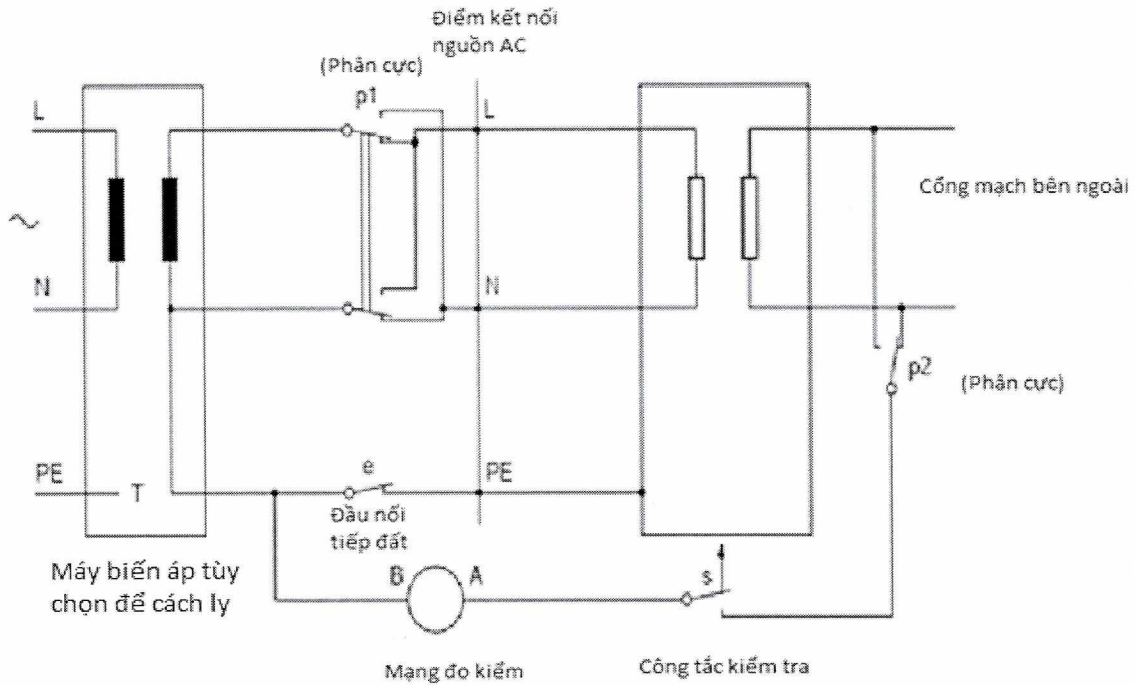 Điểm kết nối
nguồn AC
(Phân cực)
p1
L
L
Cổng mạch bên ngoài
~
N
N
p2
(Phân cực)
PE
T
e
PE
Đầu nối
tiếp đất
Máy biến áp tùy
chọn để cách ly
B
A
s
Mạng đo kiểm
Công tắc kiểm tra